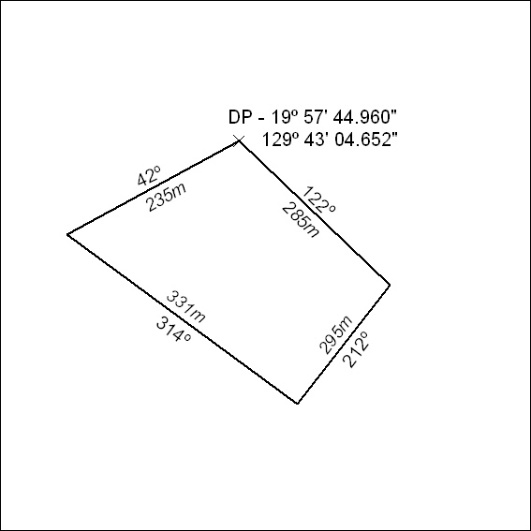 DP - 19º 57' 44.960"
129º 43' 04.652"
42º
235m
122º
285m
331m
314º
295m
212º